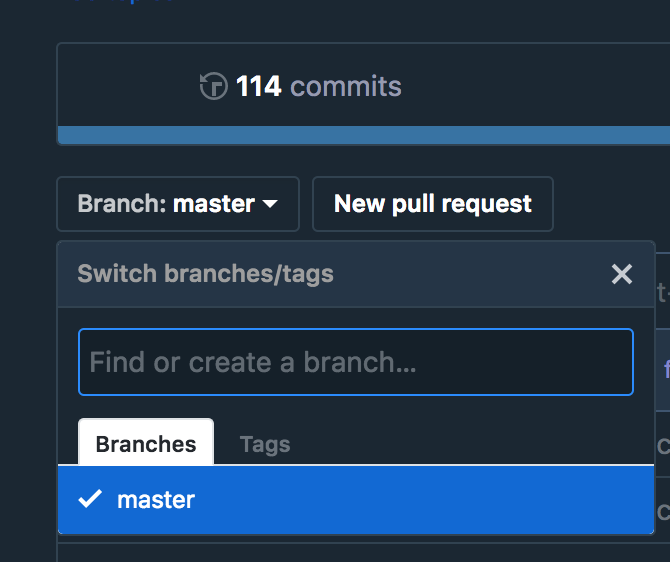 114 commits
Branch: master
New pull request
Switch branches/tags
Find or create a branch...
Branches
Tags
master